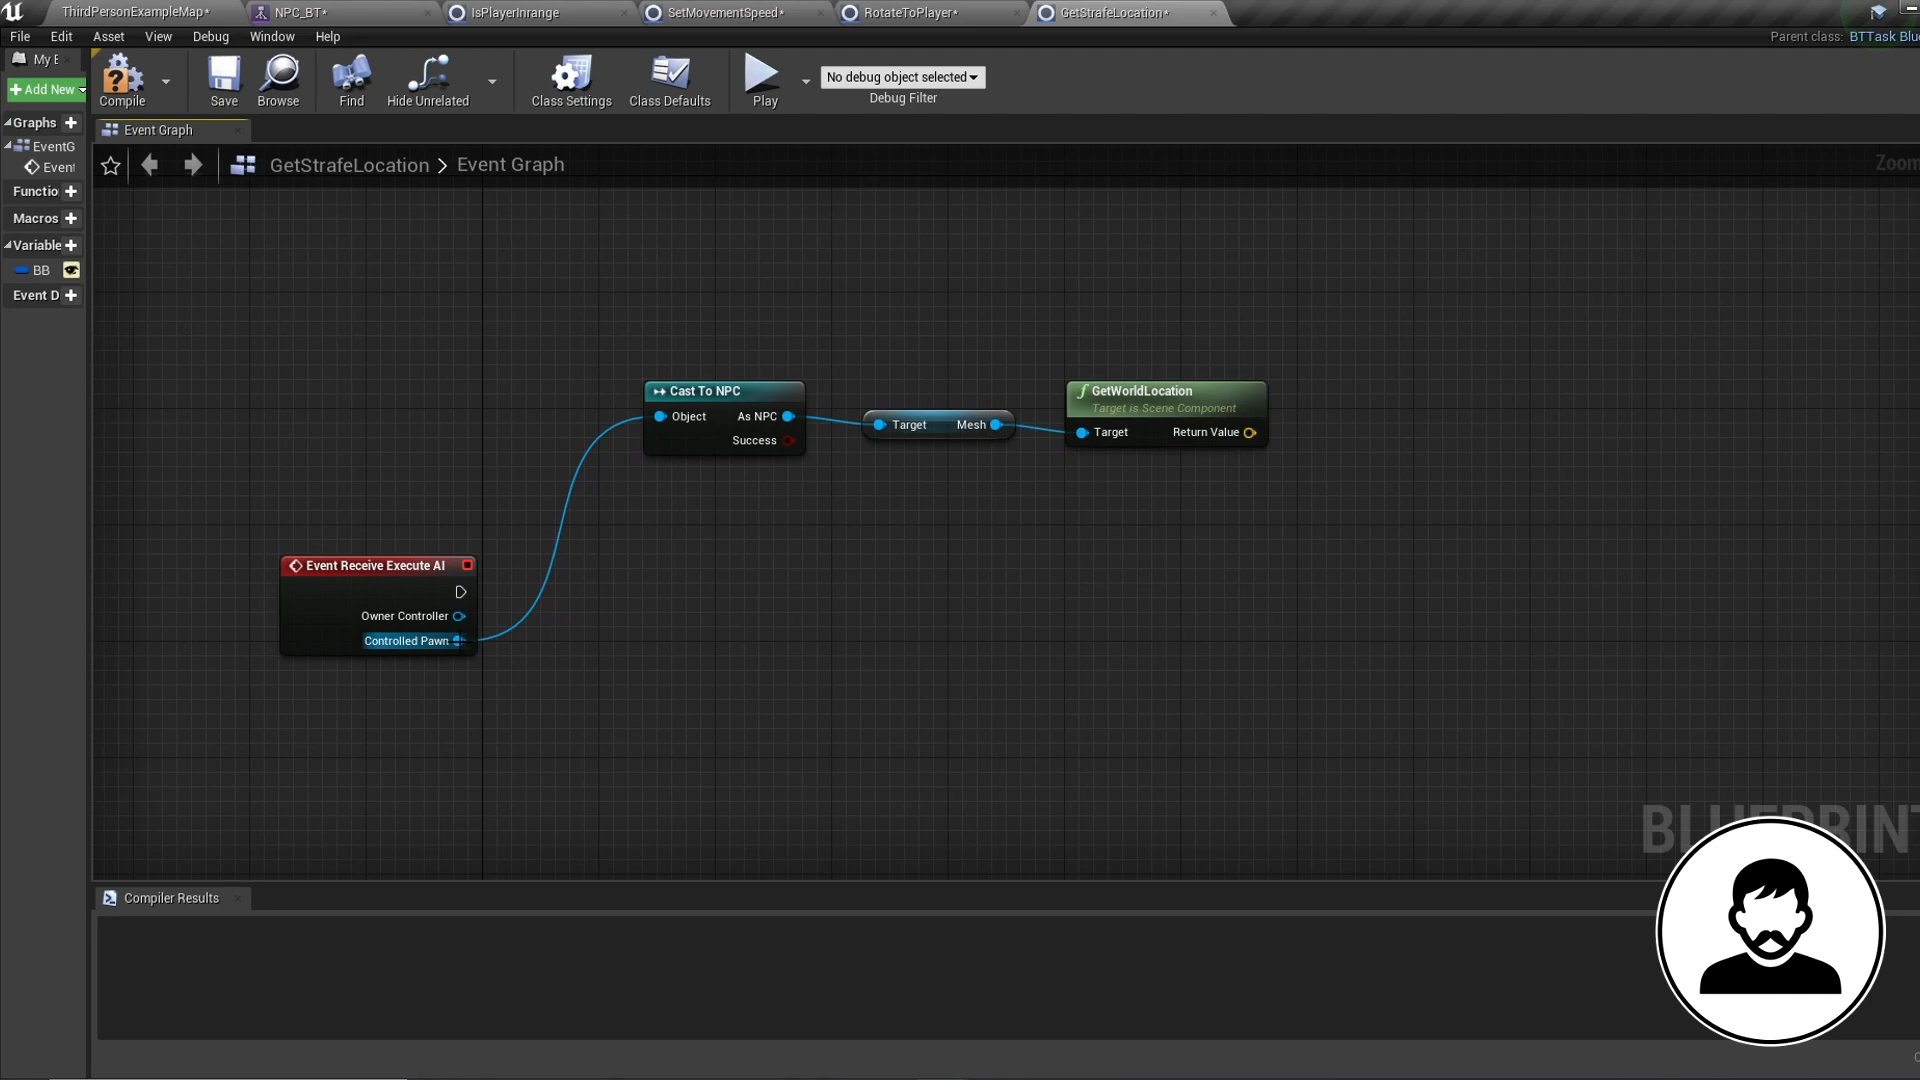 ThirdPersonExampleMap*
NPC_BT*
IsPlayerInrange
SetMovementSpeed*
RotateToPlayer*
GetStrafeLocation*
File Edit Asset View Debug Window Help
Parent class: BTTask Blue
My B
Add New
Compile
Save
Browse
Find
Hide Unrelated
Class Settings
Class Defaults
Play
No debug object selected
Debug Filter
Graphs
EventG
Event
Functio
Macros
Variable
BB
Event D
Event Graph
GetStrafeLocation > Event Graph
Zoom
Cast To NPC
Object As NPC
Success
Target Mesh
GetWorldLocation
Target is Scene Component
Target Return Value
Event Receive Execute AI
Owner Controller
Controlled Pawn
BLUEPRINT
Compiler Results